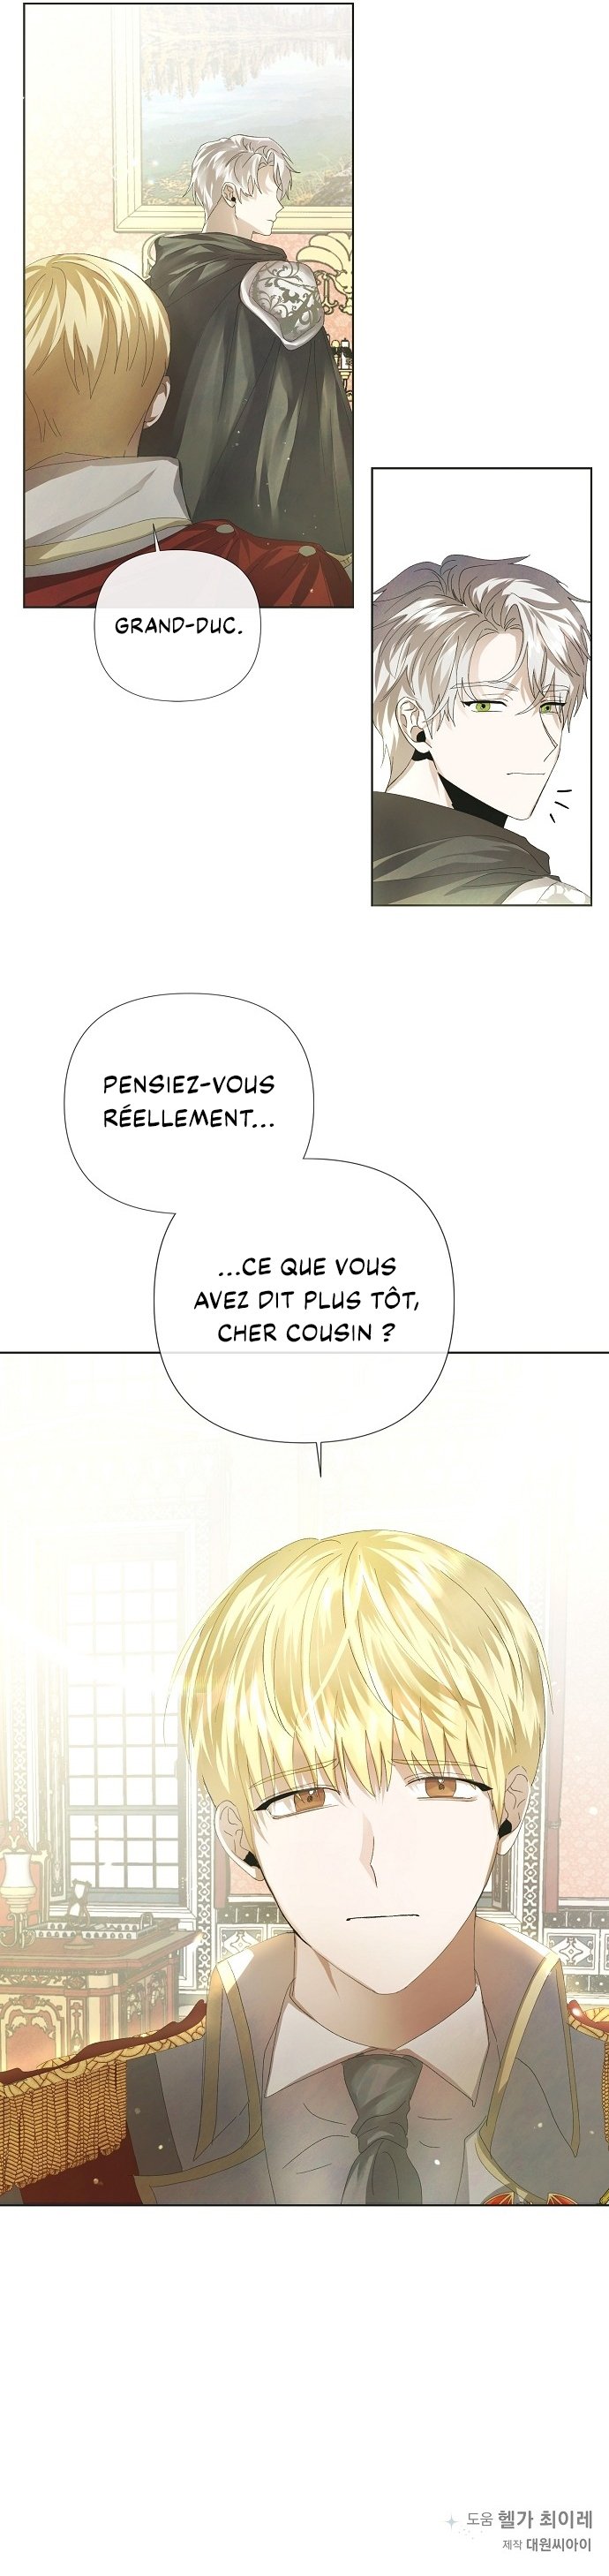 GRAND-DUC.
PENSIEZ-VOUS
RÉELLEMENT...
...CE QUE VOUS
AVEZ DIT PLUS TÔT,
CHER COUSIN ?
도움 헬가 최이레
제작 대원씨아이